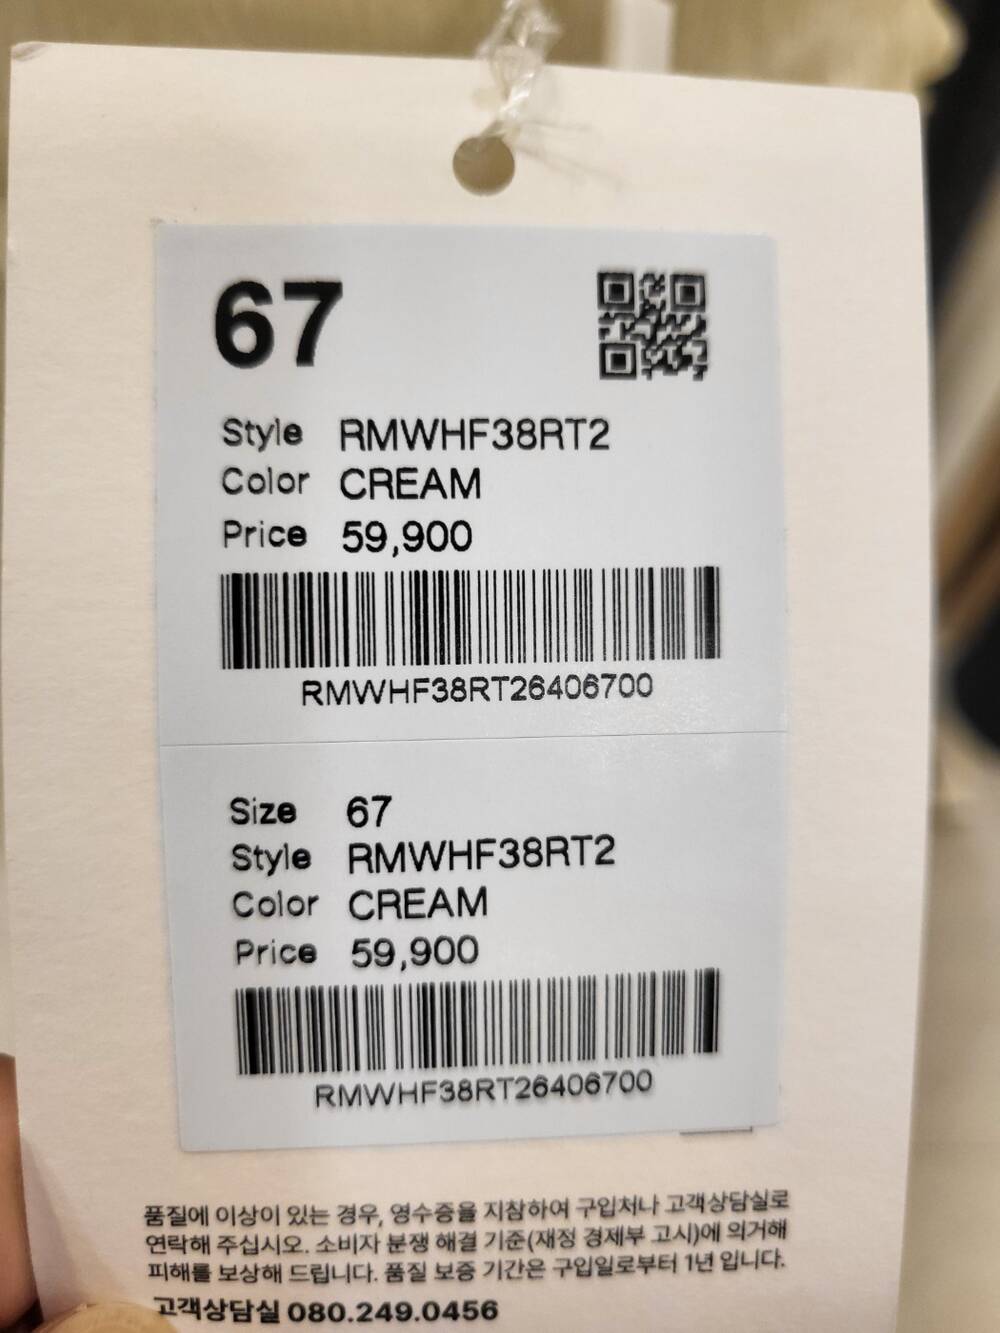 67
Style RMWHF38RT2
Color CREAM
Price 59,900
RMWHF38RT26406700
Size 67
Style RMWHF38RT2
Color CREAM
Price 59,900
RMWHF38RT26406700
품질에 이상이 있는 경우, 영수증을 지참하여 구입처나 고객상담실로
연락해 주십시오. 소비자 분쟁 해결 기준(재정 경제부 고시)에 의거해
피해를 보상해 드립니다. 품질 보증 기간은 구입일로부터 1년 입니다.
고객상담실 080.249.0456